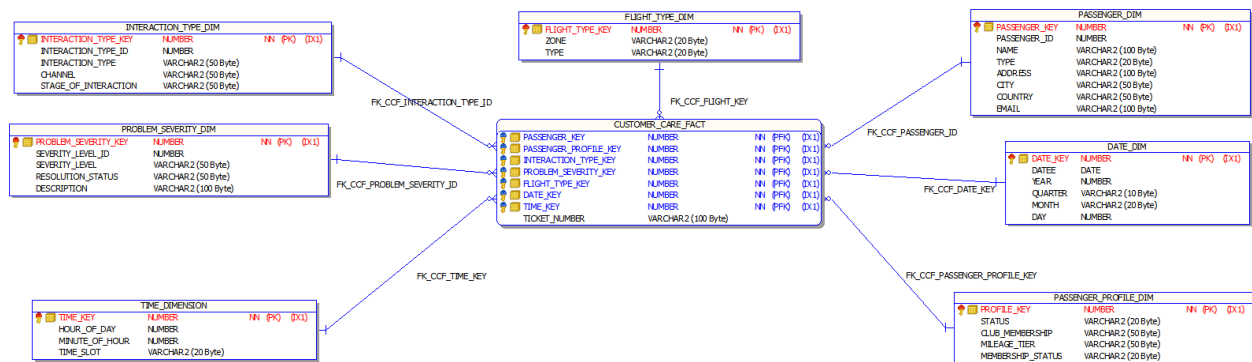 INTERACTION_TYPE_DIM
INTERACTION_TYPE_KEY NUMBER NN (PK) (IX1)
INTERACTION_TYPE_ID NUMBER
INTERACTION_TYPE VARCHAR2 (50 Byte)
CHANNEL VARCHAR2 (50 Byte)
STAGE_OF_INTERACTION VARCHAR2 (50 Byte)
FLIGHT_TYPE_DIM
FLIGHT_TYPE_KEY NUMBER NN (PK) (IX1)
ZONE VARCHAR2 (20 Byte)
TYPE VARCHAR2 (20 Byte)
PASSENGER_DIM
PASSENGER_KEY NUMBER NN (PK) (IX1)
PASSENGER_ID NUMBER
NAME VARCHAR2 (100 Byte)
TYPE VARCHAR2 (20 Byte)
ADDRESS VARCHAR2 (100 Byte)
CITY VARCHAR2 (50 Byte)
COUNTRY VARCHAR2 (50 Byte)
EMAIL VARCHAR2 (100 Byte)
FK_CCF_INTERACTION_TYPE_ID
FK_CCF_FLIGHT_KEY
FK_CCF_PASSENGER_ID
PROBLEM_SEVERITY_DIM
PROBLEM_SEVERITY_KEY NUMBER NN (PK) (IX1)
SEVERITY_LEVEL_ID NUMBER
SEVERITY_LEVEL VARCHAR2 (50 Byte)
RESOLUTION_STATUS VARCHAR2 (50 Byte)
DESCRIPTION VARCHAR2 (100 Byte)
CUSTOMER_CARE_FACT
PASSENGER_KEY NUMBER NN (PFK) (IX1)
PASSENGER_PROFILE_KEY NUMBER NN (PFK) (IX1)
INTERACTION_TYPE_KEY NUMBER NN (PFK) (IX1)
PROBLEM_SEVERITY_KEY NUMBER NN (PFK) (IX1)
FLIGHT_TYPE_KEY NUMBER NN (PFK) (IX1)
DATE_KEY NUMBER NN (PFK) (IX1)
TIME_KEY NUMBER NN (PFK) (IX1)
TICKET_NUMBER VARCHAR2 (100 Byte)
DATE_DIM
DATE_KEY NUMBER NN (PK) (IX1)
DATEE DATE
YEAR NUMBER
QUARTER VARCHAR2 (10 Byte)
MONTH VARCHAR2 (20 Byte)
DAY NUMBER
FK_CCF_PROBLEM_SEVERITY_ID
FK_CCF_DATE_KEY
FK_CCF_TIME_KEY
FK_CCF_PASSENGER_PROFILE_KEY
TIME_DIMENSION
TIME_KEY NUMBER NN (PK) (IX1)
HOUR_OF_DAY NUMBER
MINUTE_OF_HOUR NUMBER
TIME_SLOT VARCHAR2 (20 Byte)
PASSENGER_PROFILE_DIM
PROFILE_KEY NUMBER NN (PK) (IX1)
STATUS VARCHAR2 (20 Byte)
CLUB_MEMBERSHIP VARCHAR2 (50 Byte)
MILEAGE_TIER VARCHAR2 (50 Byte)
MEMBERSHIP_STATUS VARCHAR2 (20 Byte)